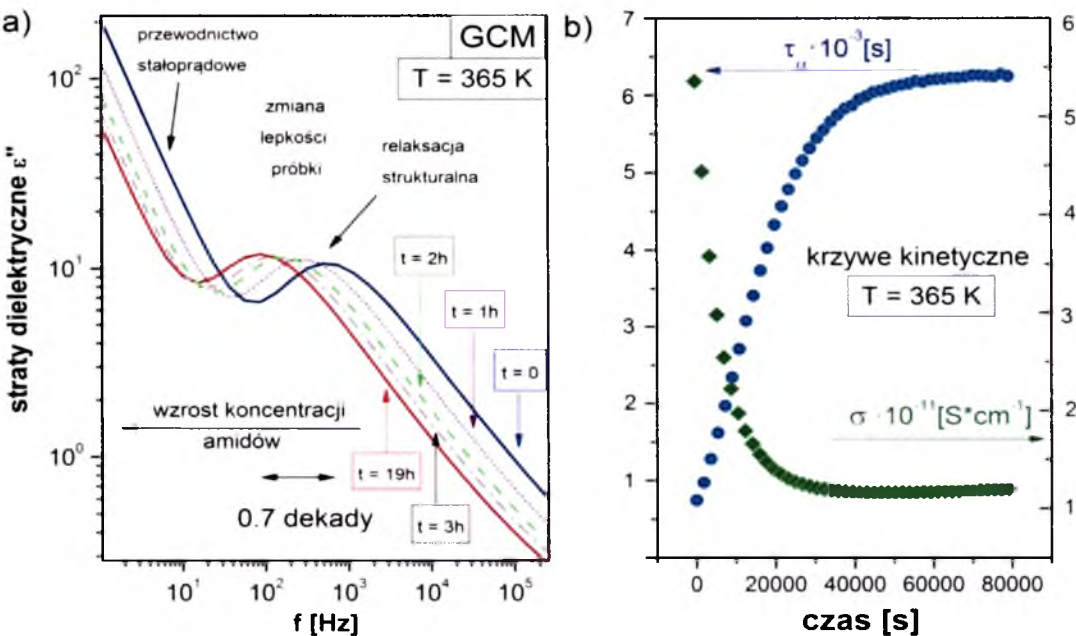 a)
GCM
T = 365 K
przewodnictwo
stałoprądowe
zmiana
lepkości
próbki
relaksacja
strukturalna
t = 2h
t = 1h
t = 0
wzrost koncentracji
amidów
0.7 dekady
t = 19h
t = 3h
straty dielektryczne ε"
10²
10¹
10⁰
10¹
10²
10³
10⁴
10⁵
f [Hz]
b)
τα · 10⁻³[s]
krzywe kinetyczne
T = 365 K
σ · 10⁻¹¹[S*cm⁻¹]
7
6
5
4
3
2
1
6
5
4
3
2
1
0
20000
40000
60000
80000
czas [s]